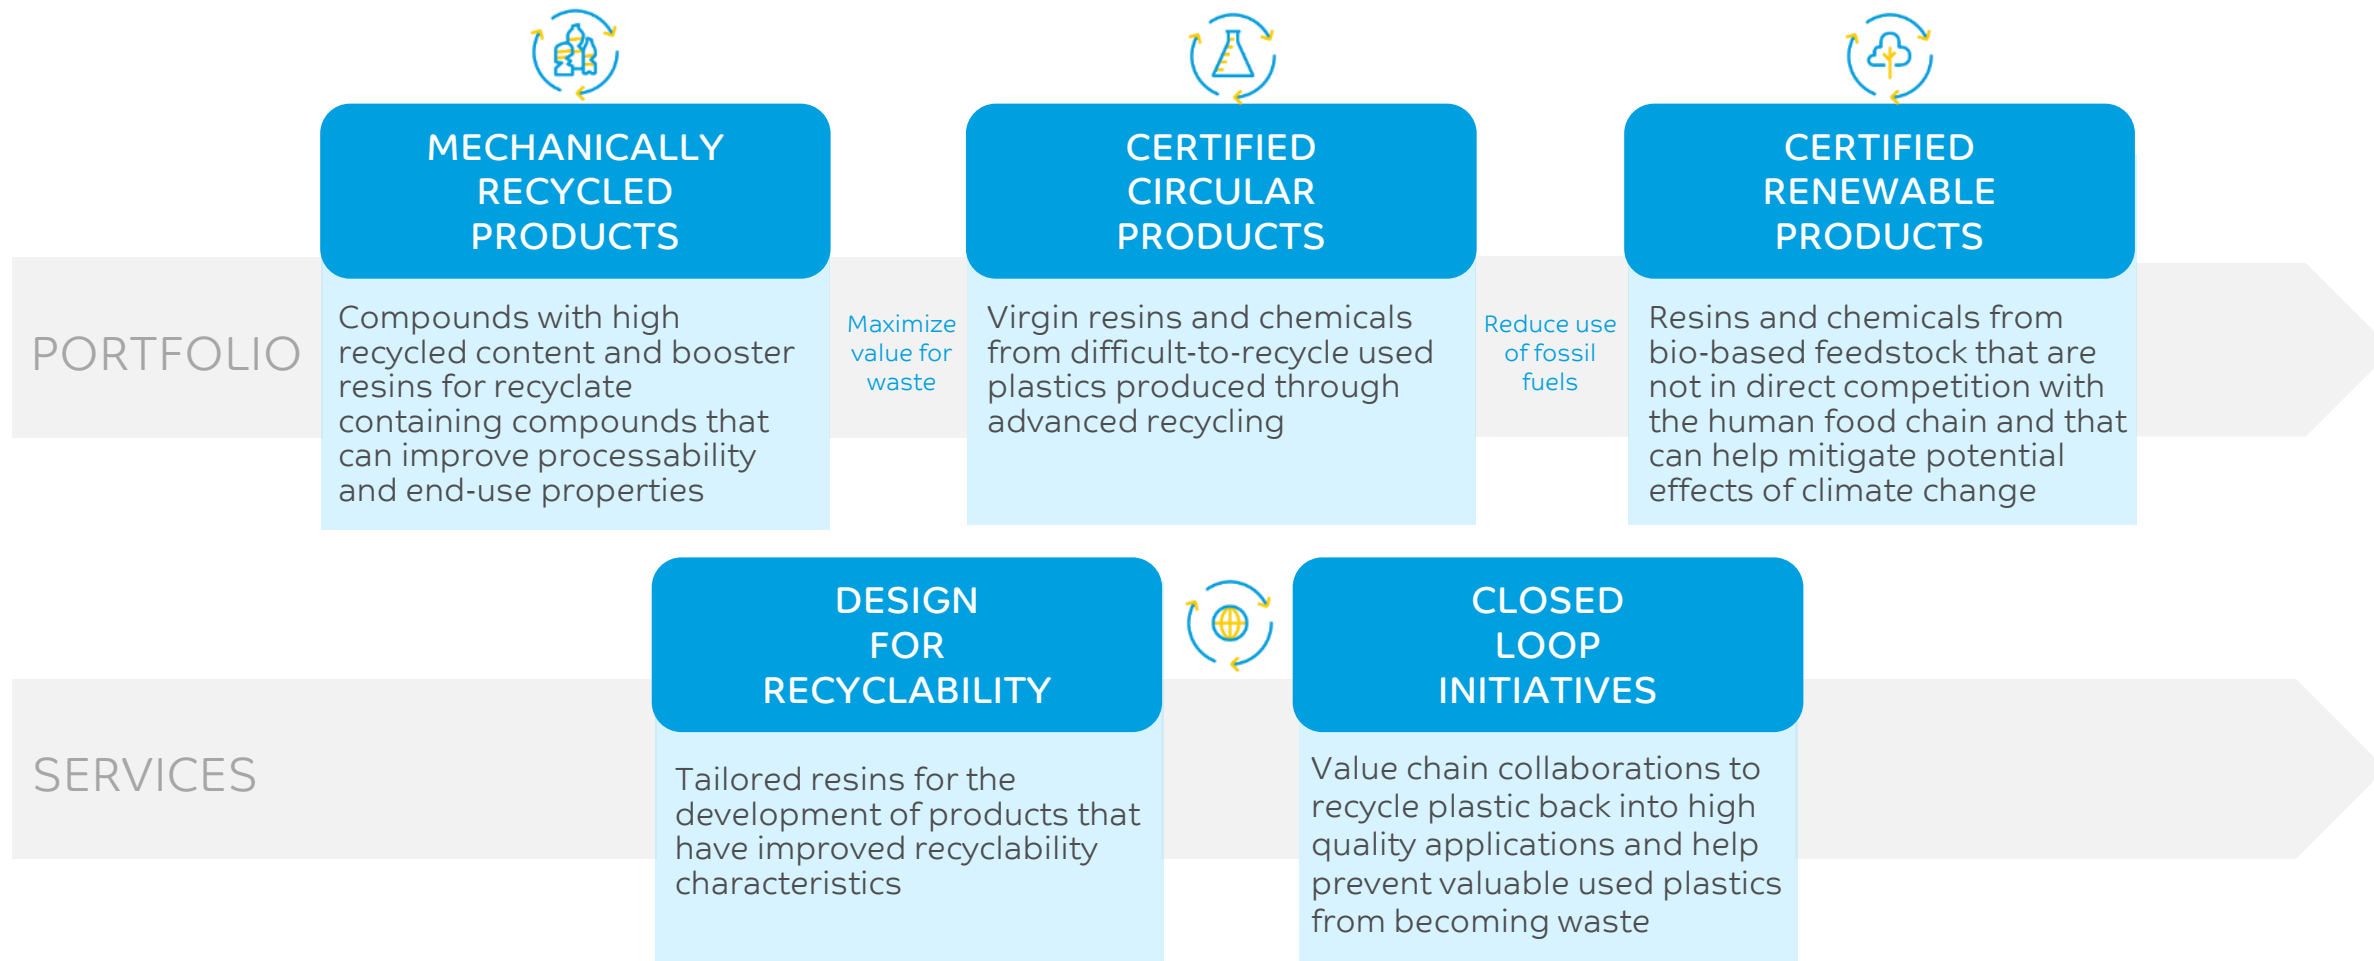 MECHANICALLY
RECYCLED
PRODUCTS
CERTIFIED
CIRCULAR
PRODUCTS
CERTIFIED
RENEWABLE
PRODUCTS
PORTFOLIO
Compounds with high
recycled content and booster
resins for recyclate
containing compounds that
can improve processability
and end-use properties
Maximize
value for
waste
Virgin resins and chemicals
from difficult-to-recycle used
plastics produced through
advanced recycling
Reduce use
of fossil
fuels
Resins and chemicals from
bio-based feedstock that are
not in direct competition with
the human food chain and that
can help mitigate potential
effects of climate change
DESIGN
FOR
RECYCLABILITY
CLOSED
LOOP
INITIATIVES
SERVICES
Tailored resins for the
development of products that
have improved recyclability
characteristics
Value chain collaborations to
recycle plastic back into high
quality applications and help
prevent valuable used plastics
from becoming waste